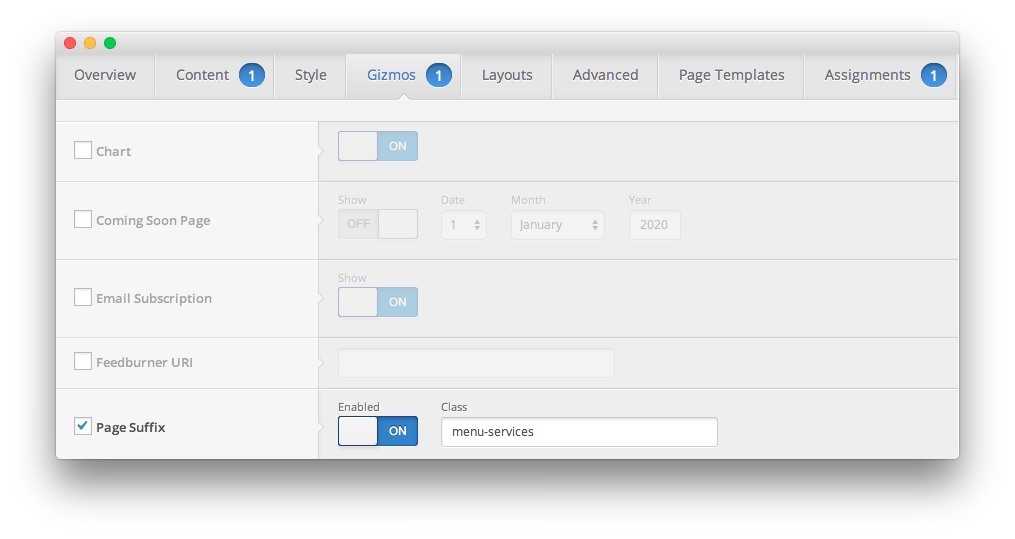 Overview Content 1 Style Gizmos 1 Layouts Advanced Page Templates Assignments 1
Chart ON
Show Date Month Year
Coming Soon Page OFF 1 January 2020
Show
Email Subscription ON
Feedburner URI
Enabled Class
Page Suffix ON menu-services